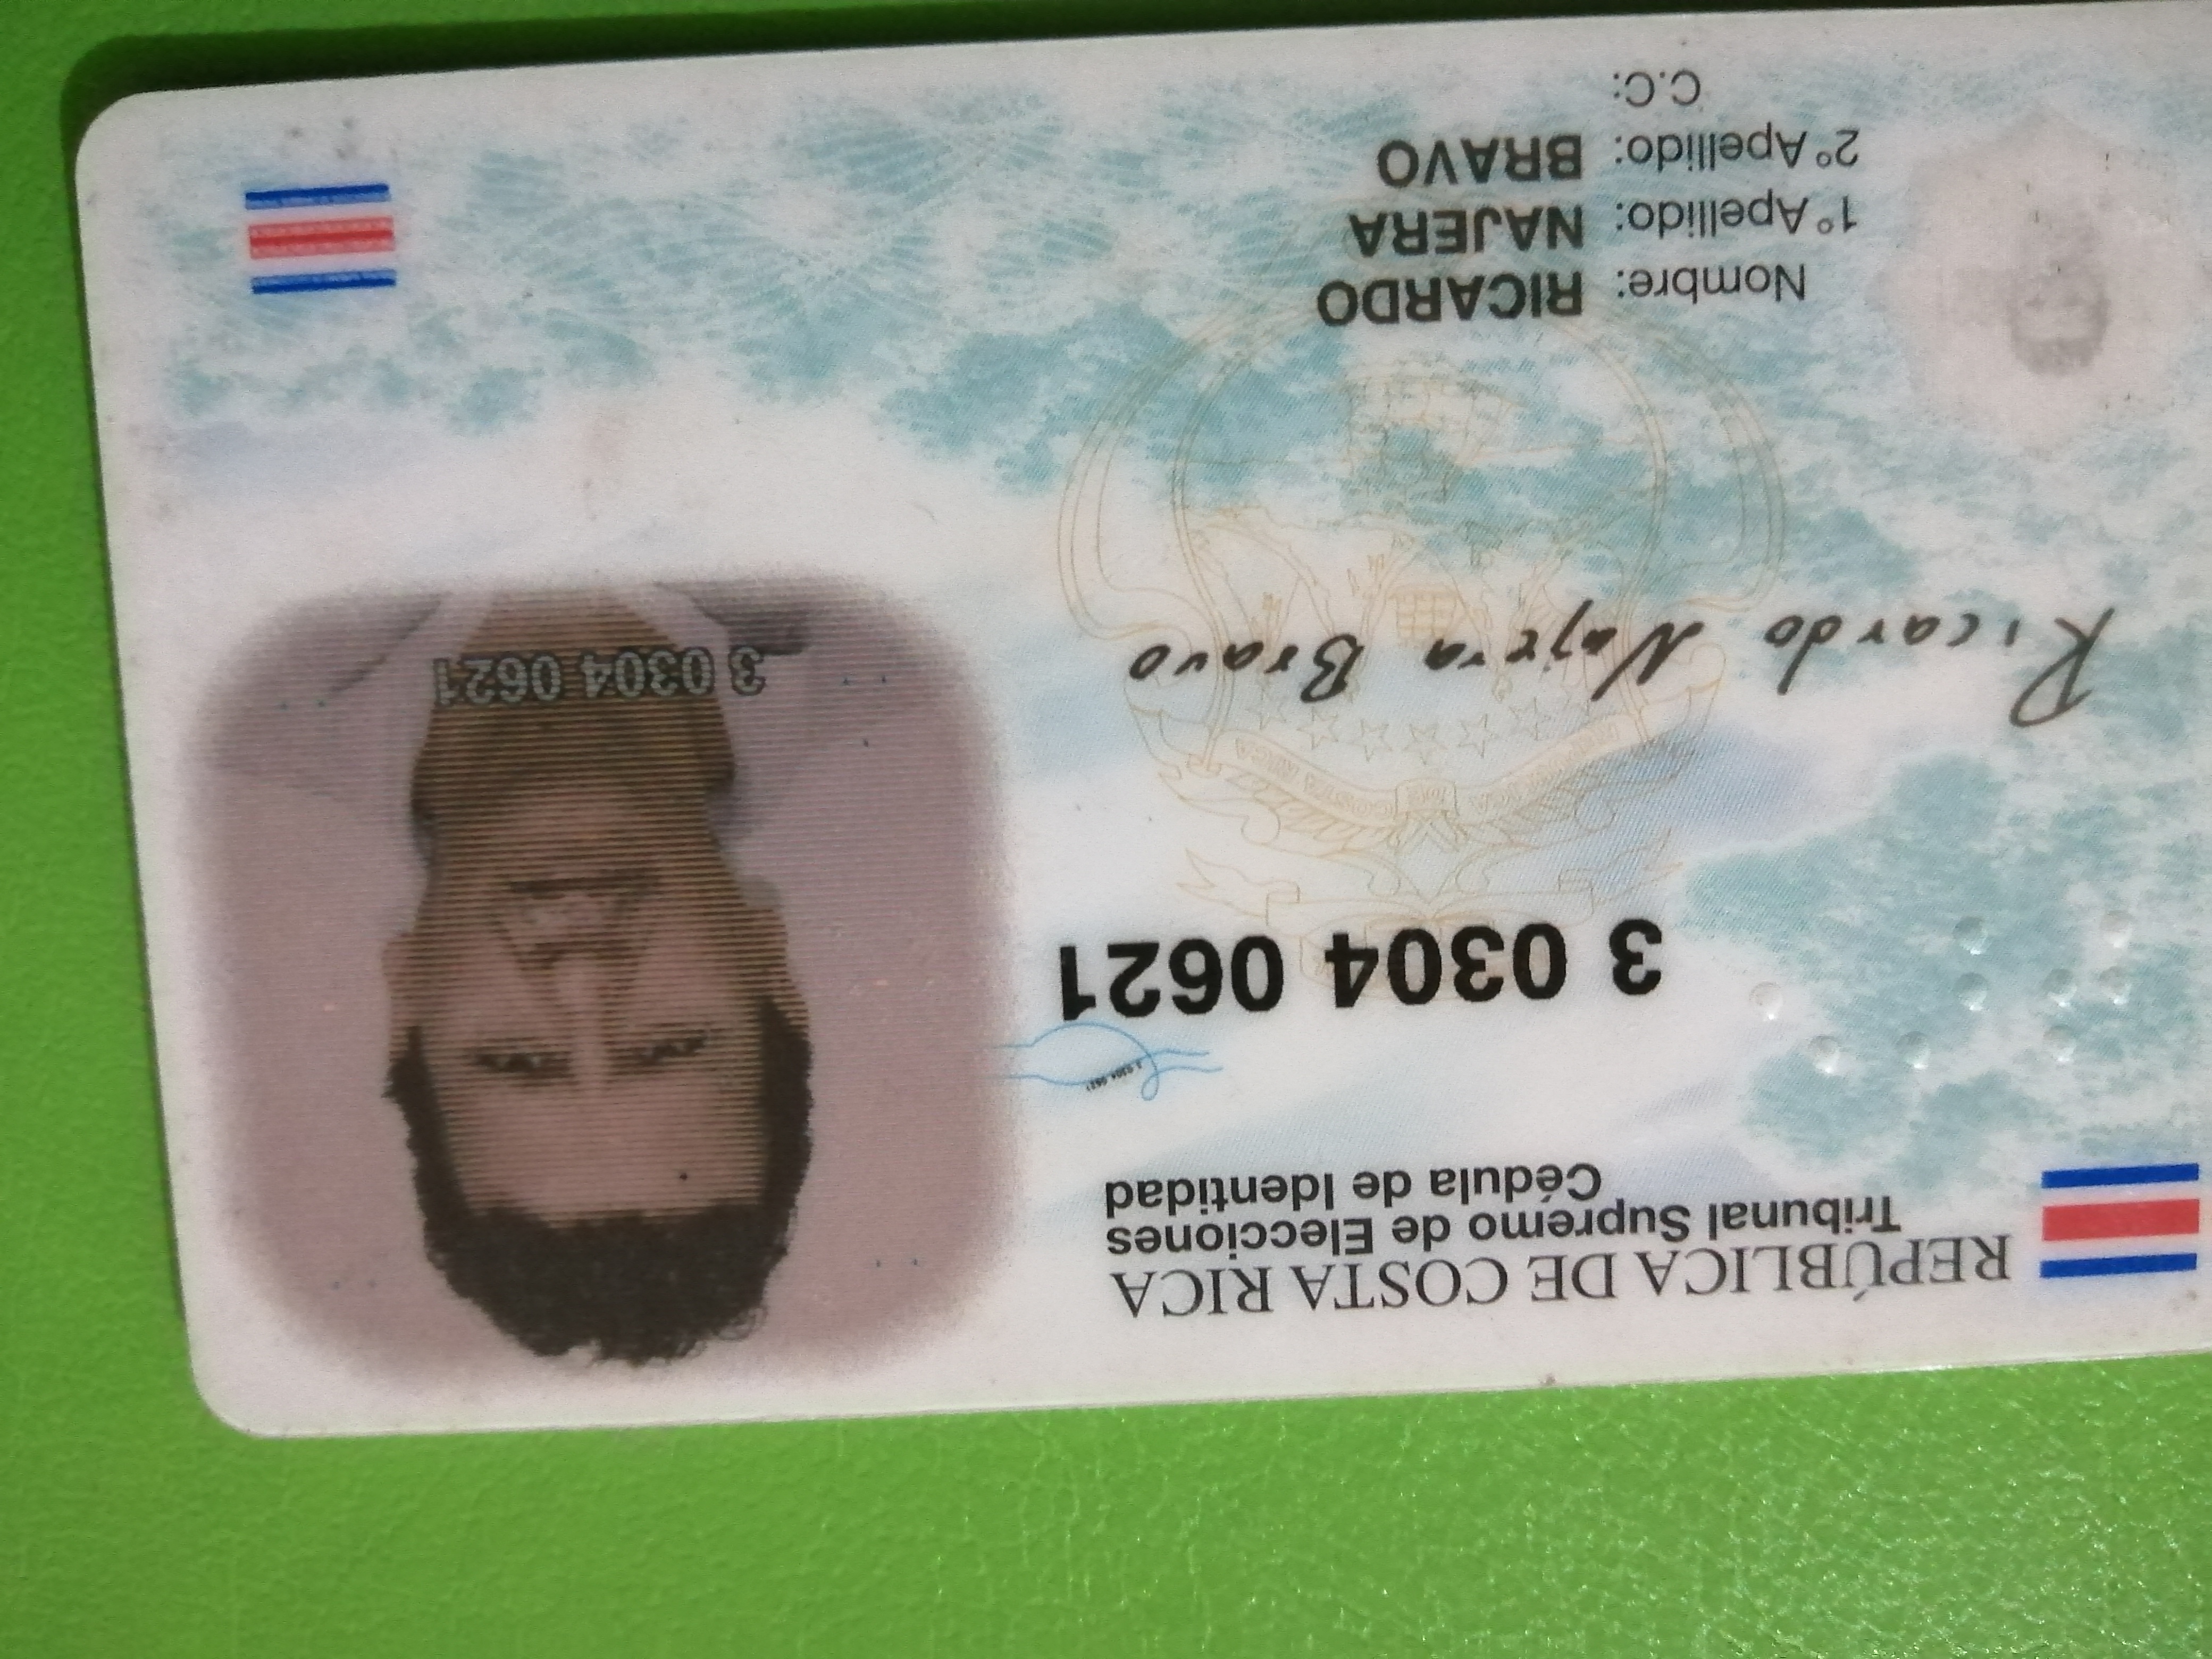 REPÚBLICA DE COSTA RICA
Tribunal Supremo de Elecciones
Cédula de Identidad
3 0304 0621
3 0304 0621
Ricardo Najera Bravo
3 0304 0621
REPUBLICA DE COSTA RICA
Nombre: RICARDO
1° Apellido: NAJERA
2° Apellido: BRAVO
C.C: